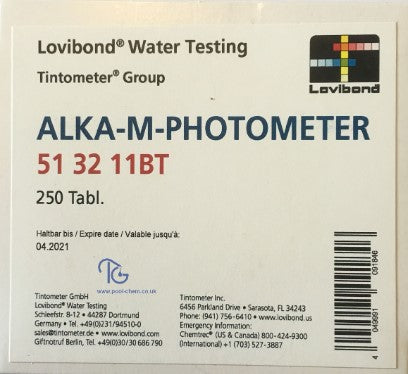 Lovibond® Water Testing
Tintometer® Group
Lovibond
ALKA-M-PHOTOMETER
51 32 11BT
250 Tabl.
Haltbar bis / Expire date / Valable jusqu'à:
04.2021
TG
www.pool-chem.co.uk
Tintometer GmbH
Lovibond® Water Testing
Schleefstr. 8-12 • 44287 Dortmund
Germany • Tel. +49(0)231/94510-0
sales@tintometer.de • www.lovibond.com
Giftnotruf Berlin, Tel. +49(0)30/30 686 790
Tintometer Inc.
6456 Parkland Drive • Sarasota, FL 34243
Phone: (941) 756-6410 • www.lovibond.us
Emergency Information:
Chemtrec® (US & Canada) 800-424-9300
(International) +1 (703) 527-3887